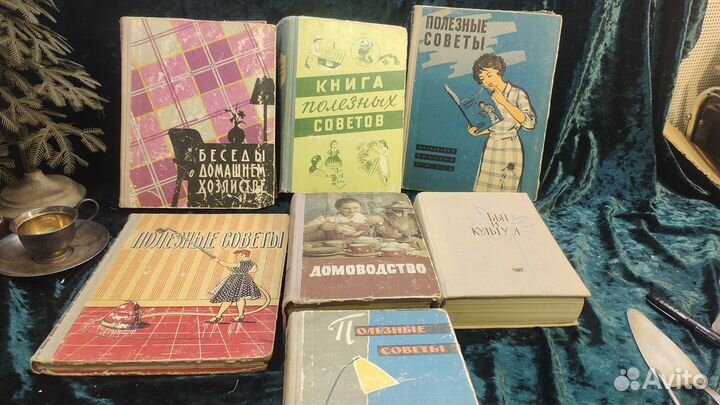 БЕСЕДЫ
О ДОМАШНЕМ
ХОЗЯЙСТВЕ
КНИГА
полезных
СОВЕТОВ
ПОЛЕЗНЫЕ
СОВЕТЫ
ПОЛЕЗНЫЕ СОВЕТЫ
ДОМОВОДСТВО
БЫТ
И
КУЛЬТУРА
ПОЛЕЗНЫЕ
СОВЕТЫ
Avito